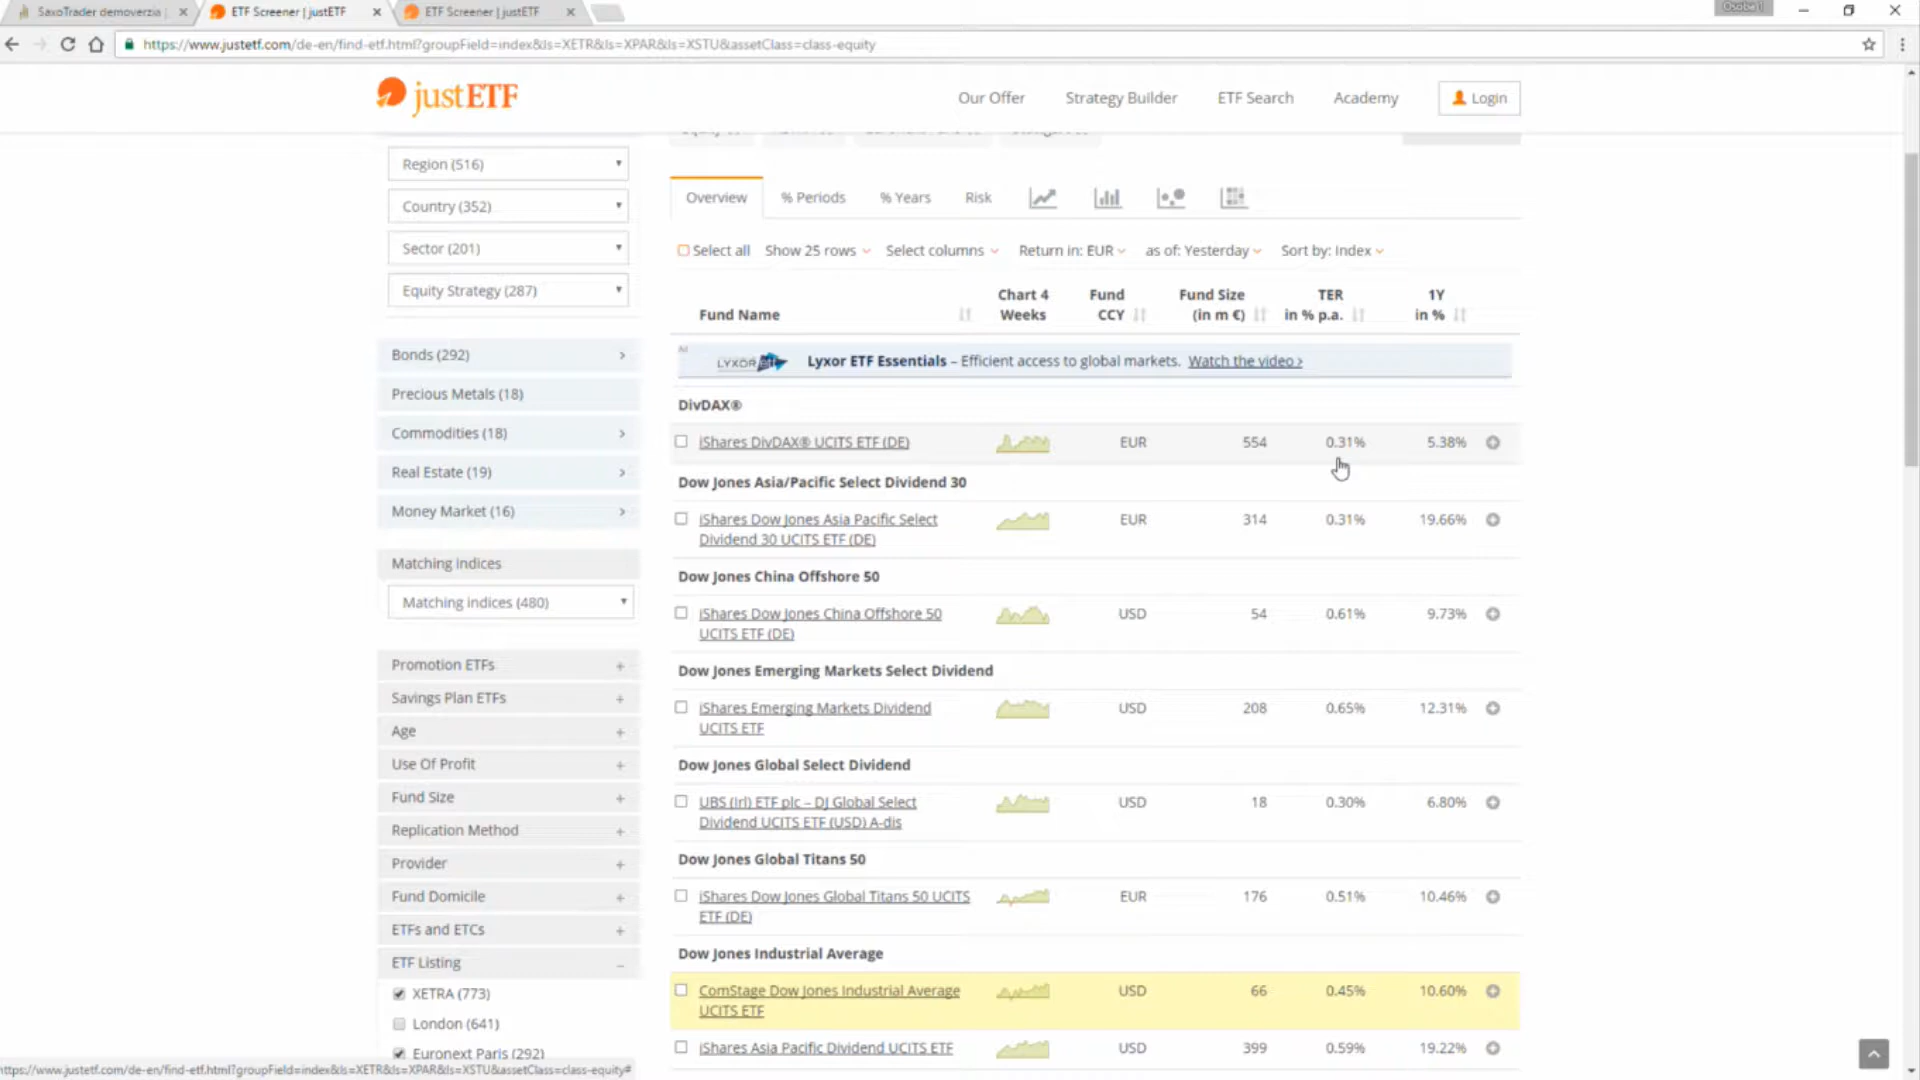 SaxoTrader demoverzia |
ETF Screener | justETF
ETF Screener | justETF
Osoba 1
https://www.justetf.com/de-en/find-etf.html?groupField=index&ls=XETR&ls=XPAR&ls=XSTU&assetClass=class-equity
justETF
Our Offer
Strategy Builder
ETF Search
Academy
Login
Region (516)
Country (352)
Sector (201)
Equity Strategy (287)
Bonds (292)
Precious Metals (18)
Commodities (18)
Real Estate (19)
Money Market (16)
Matching indices
Matching indices (480)
Promotion ETFs
Savings Plan ETFs
Age
Use Of Profit
Fund Size
Replication Method
Provider
Fund Domicile
ETFs and ETCs
ETF Listing
XETRA (773)
London (641)
Euronext Paris (292)
Overview % Periods % Years Risk
Select all Show 25 rows Select columns Return in: EUR as of: Yesterday Sort by: Index
Fund Name
Chart 4 Weeks
Fund CCY
Fund Size (in m €)
TER in % p.a.
1Y in %
Ad
LYXOR ETF
Lyxor ETF Essentials – Efficient access to global markets. Watch the video ›
DivDAX®
iShares DivDAX® UCITS ETF (DE) EUR 554 0.31% 5.38%
Dow Jones Asia/Pacific Select Dividend 30
iShares Dow Jones Asia Pacific Select EUR 314 0.31% 19.66%
Dividend 30 UCITS ETF (DE)
Dow Jones China Offshore 50
iShares Dow Jones China Offshore 50 USD 54 0.61% 9.73%
UCITS ETF (DE)
Dow Jones Emerging Markets Select Dividend
iShares Emerging Markets Dividend USD 208 0.65% 12.31%
UCITS ETF
Dow Jones Global Select Dividend
UBS (Irl) ETF plc – DJ Global Select USD 18 0.30% 6.80%
Dividend UCITS ETF (USD) A-dis
Dow Jones Global Titans 50
iShares Dow Jones Global Titans 50 UCITS EUR 176 0.51% 10.46%
ETF (DE)
Dow Jones Industrial Average
ComStage Dow Jones Industrial Average USD 66 0.45% 10.60%
UCITS ETF
iShares Asia Pacific Dividend UCITS ETF USD 399 0.59% 19.22%
https://www.justetf.com/de-en/find-etf.html?groupField=index&ls=XETR&ls=XPAR&ls=XSTU&assetClass=class-equity#